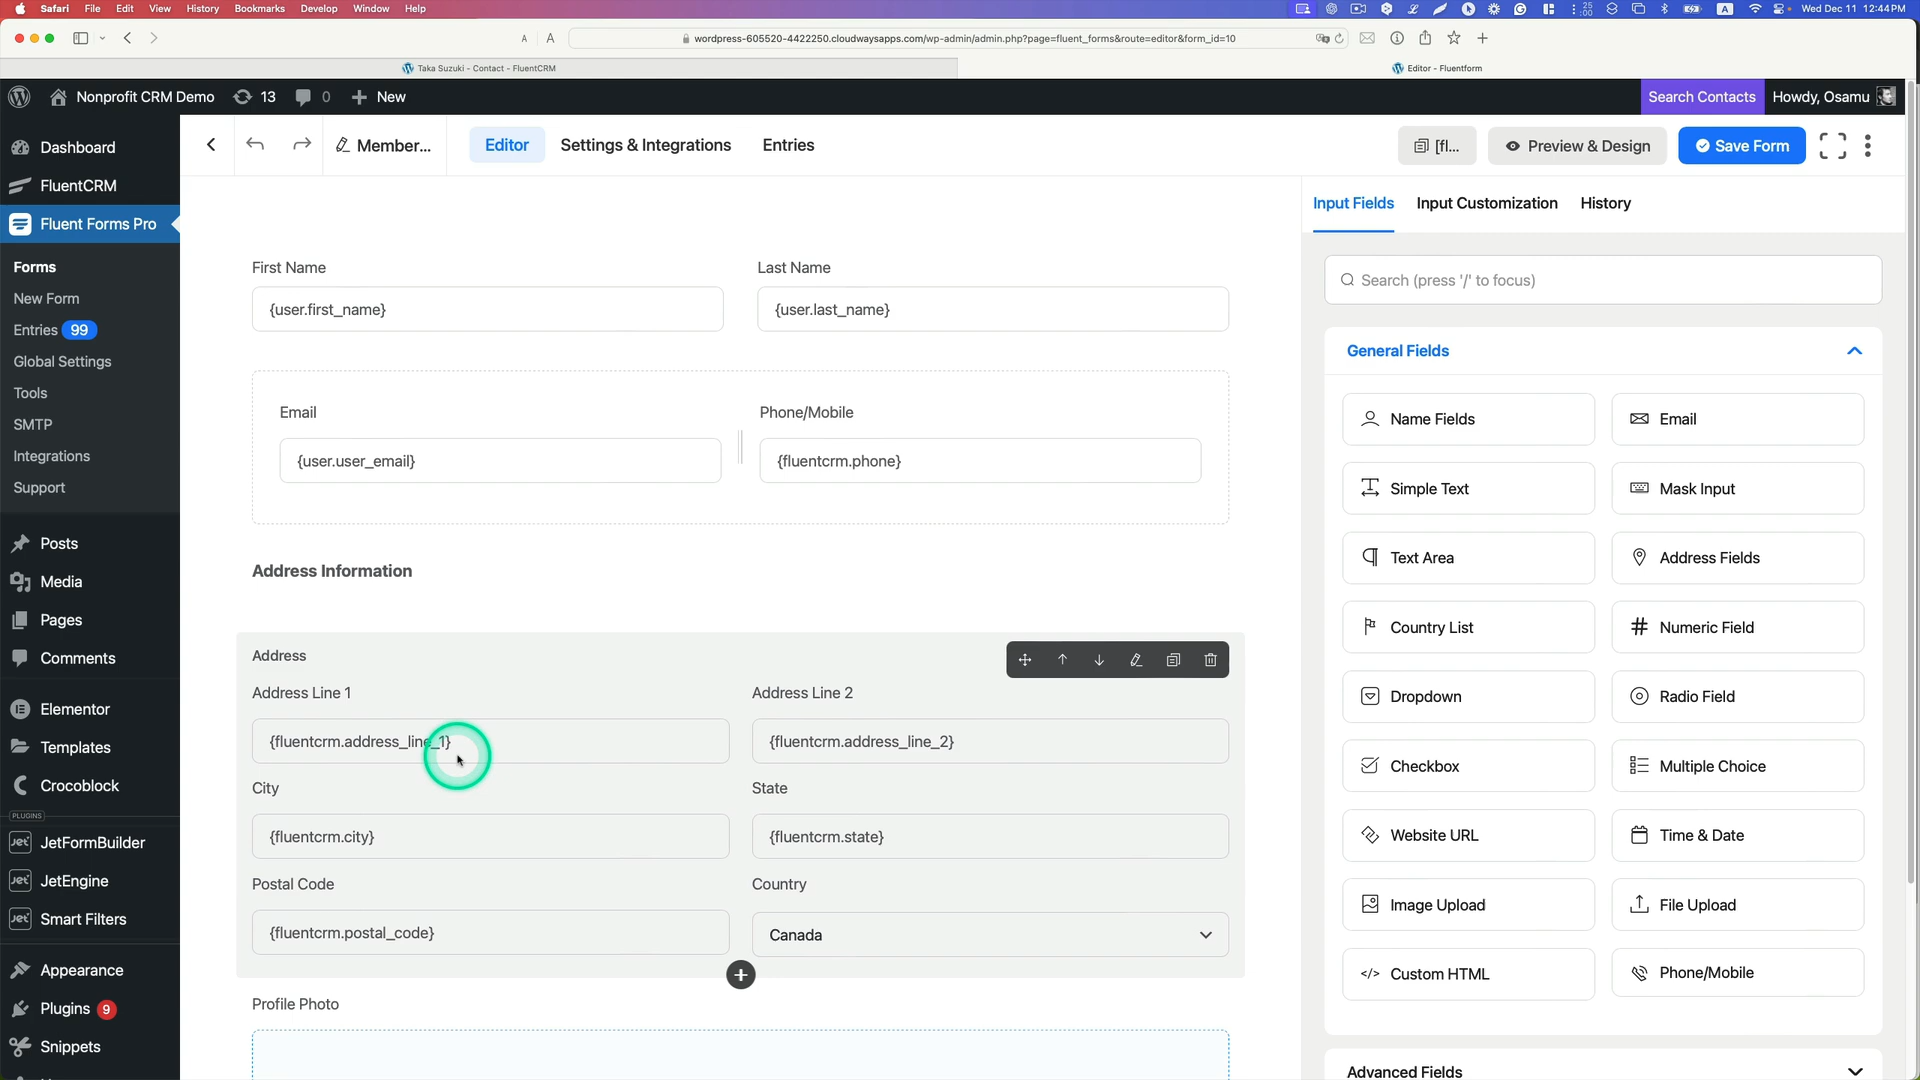 Safari File Edit View History Bookmarks Develop Window Help
25
:00
A
Wed Dec 11 12:44 PM
A A
wordpress-605520-4422250.cloudwaysapps.com/wp-admin/admin.php?page=fluent_forms&route=editor&form_id=10
Taka Suzuki - Contact - FluentCRM
Editor - Fluentform
Nonprofit CRM Demo 13 0 New
Search Contacts Howdy, Osamu
Dashboard
FluentCRM
Fluent Forms Pro
Forms
New Form
Entries 99
Global Settings
Tools
SMTP
Integrations
Support
Posts
Media
Pages
Comments
Elementor
Templates
Crocoblock
PLUGINS
Jet JetFormBuilder
Jet JetEngine
Jet Smart Filters
Appearance
Plugins 9
Snippets
Member...
Editor
Settings & Integrations
Entries
[fl...
Preview & Design
Save Form
First Name
{user.first_name}
Last Name
{user.last_name}
Email
{user.user_email}
Phone/Mobile
{fluentcrm.phone}
Address Information
Address
Address Line 1
{fluentcrm.address_line_1}
Address Line 2
{fluentcrm.address_line_2}
City
{fluentcrm.city}
State
{fluentcrm.state}
Postal Code
{fluentcrm.postal_code}
Country
Canada
Profile Photo
Input Fields
Input Customization
History
Search (press '/' to focus)
General Fields
Name Fields
Email
Simple Text
Mask Input
Text Area
Address Fields
Country List
Numeric Field
Dropdown
Radio Field
Checkbox
Multiple Choice
Website URL
Time & Date
Image Upload
File Upload
Custom HTML
Phone/Mobile
Advanced Fields